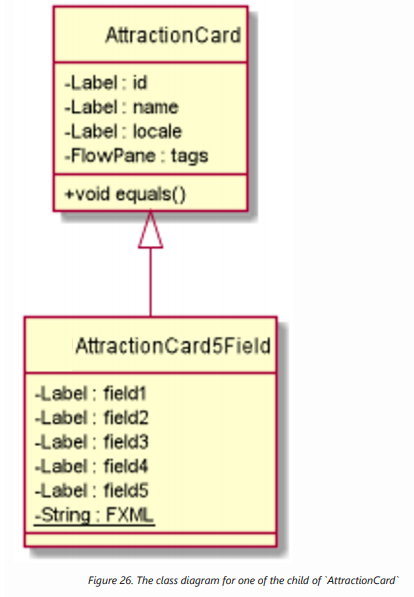 AttractionCard
-Label : id
-Label : name
-Label : locale
-FlowPane : tags
+void equals()
AttractionCard5Field
-Label : field1
-Label : field2
-Label : field3
-Label : field4
-Label : field5
-String : FXML
Figure 26. The class diagram for one of the child of `AttractionCard`